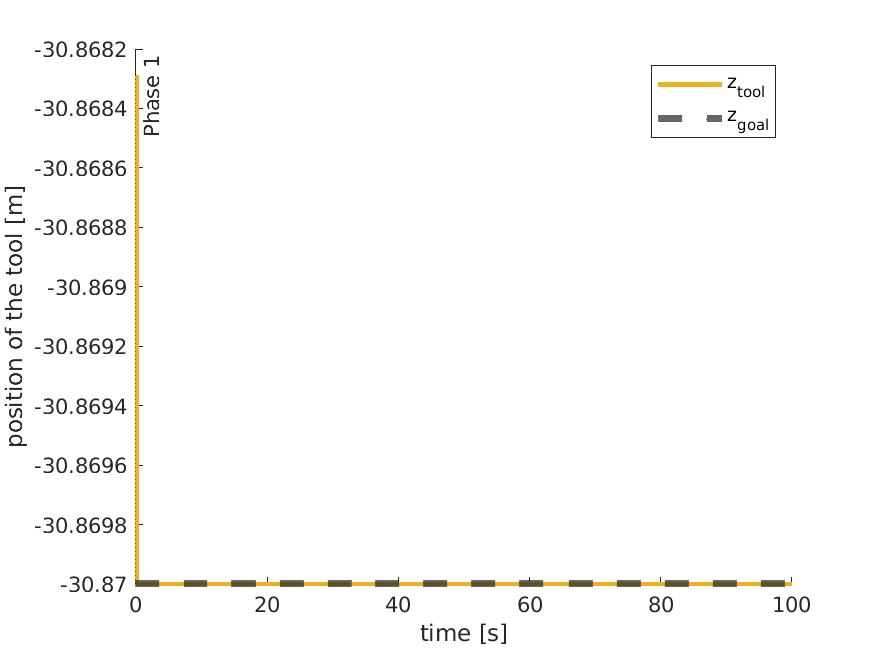 -30.8682
-30.8684
-30.8686
-30.8688
-30.869
-30.8692
-30.8694
-30.8696
-30.8698
-30.87
position of the tool [m]
Phase 1
z_tool
z_goal
0 20 40 60 80 100
time [s]